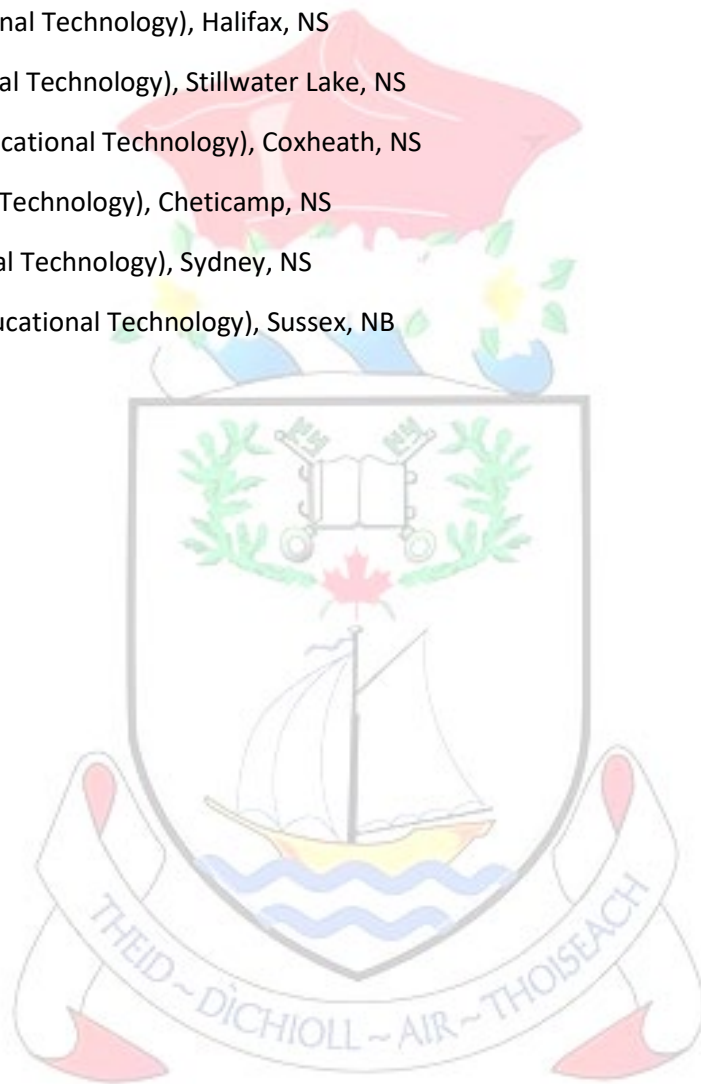 nal Technology), Halifax, NS
al Technology), Stillwater Lake, NS
cational Technology), Coxheath, NS
Technology), Cheticamp, NS
al Technology), Sydney, NS
ucational Technology), Sussex, NB
THEID ~ DÌCHIOLL ~ AIR ~ THOISEACH